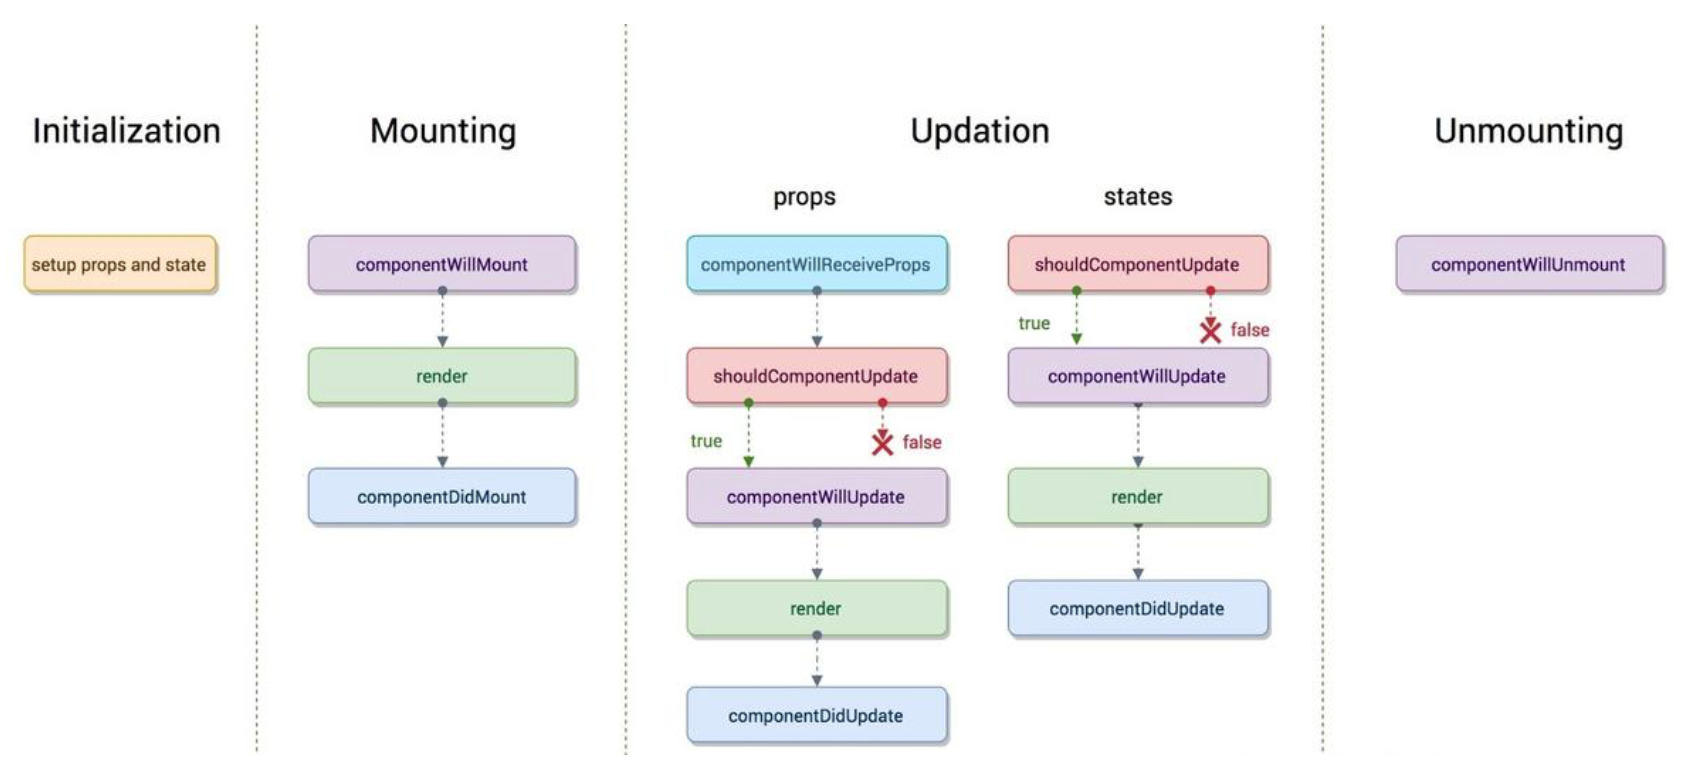 Initialization
setup props and state
Mounting
componentWillMount
render
componentDidMount
Updation
props
componentWillReceiveProps
shouldComponentUpdate
true
false
componentWillUpdate
render
componentDidUpdate
states
shouldComponentUpdate
true
false
componentWillUpdate
render
componentDidUpdate
Unmounting
componentWillUnmount